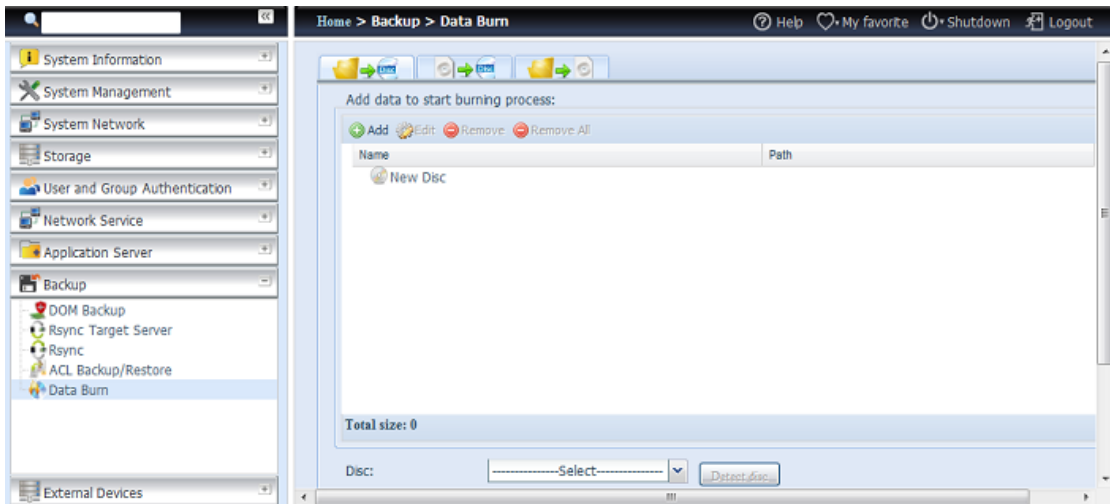 Home > Backup > Data Burn
Help
My favorite
Shutdown
Logout
System Information
System Management
System Network
Storage
User and Group Authentication
Network Service
Application Server
Backup
DOM Backup
Rsync Target Server
Rsync
ACL Backup/Restore
Data Burn
External Devices
Add data to start burning process:
Add Edit Remove Remove All
Name Path
New Disc
Total size: 0
Disc: ---------------Select--------------- Detect disc